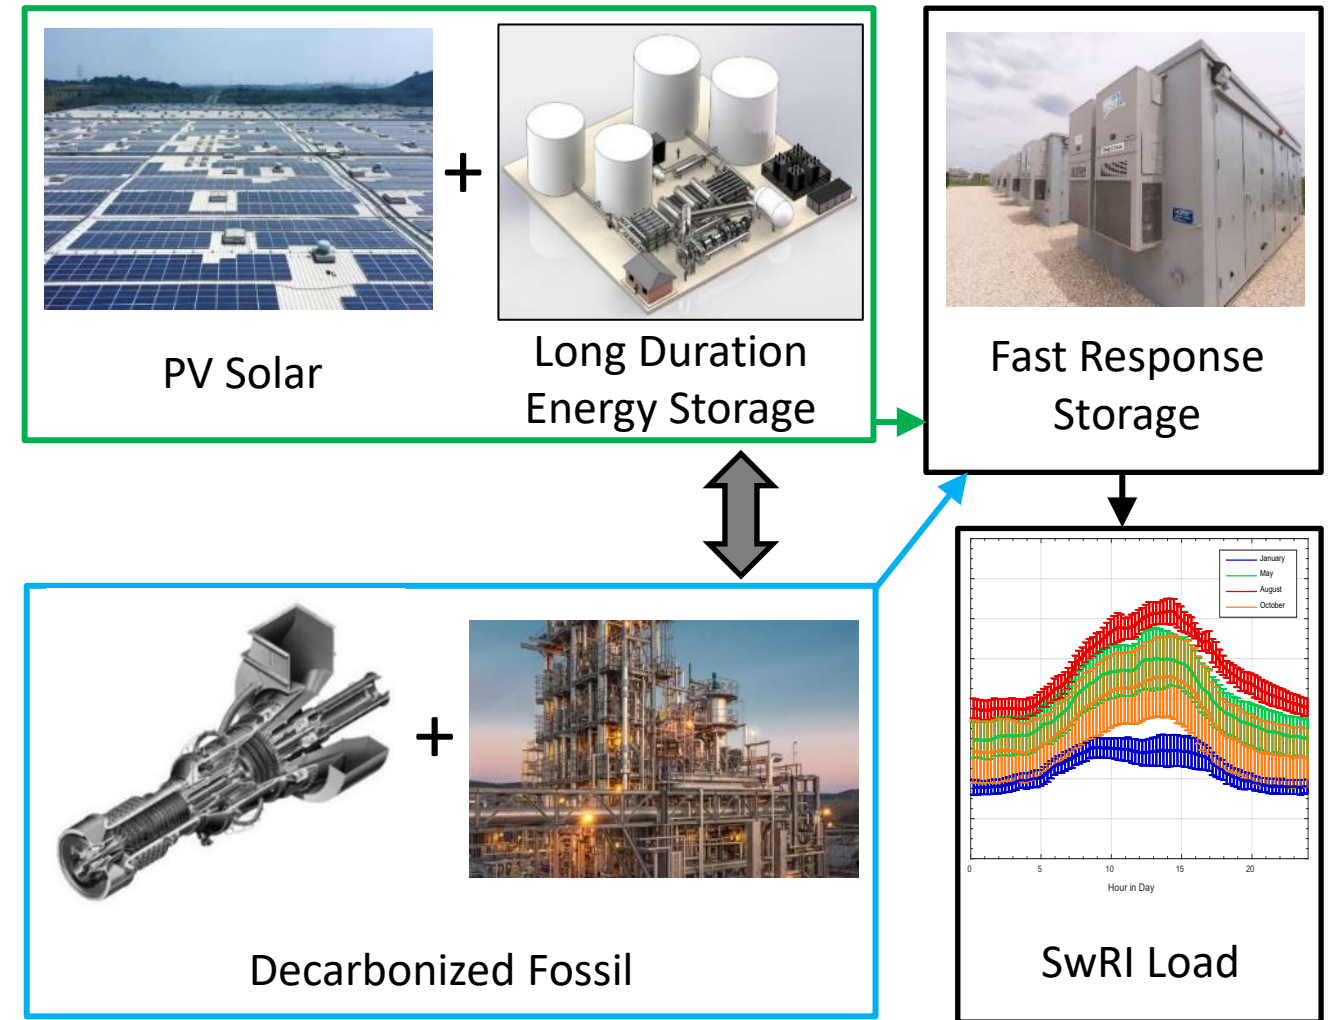 +
PV Solar
Long Duration
Energy Storage
Fast Response
Storage
+
Decarbonized Fossil
January
May
August
October
0 5 10 15 20
Hour in Day
SwRI Load